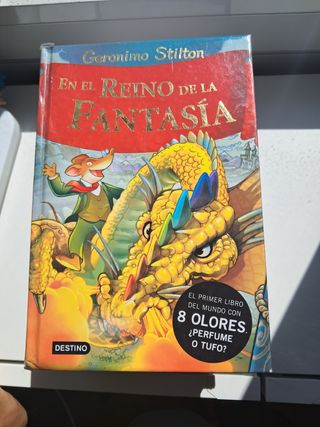 Geronimo Stilton
EN EL REINO DE LA
FANTASÍA
EL PRIMER LIBRO
DEL MUNDO CON
8 OLORES.
¿PERFUME
O TUFO?
DESTINO